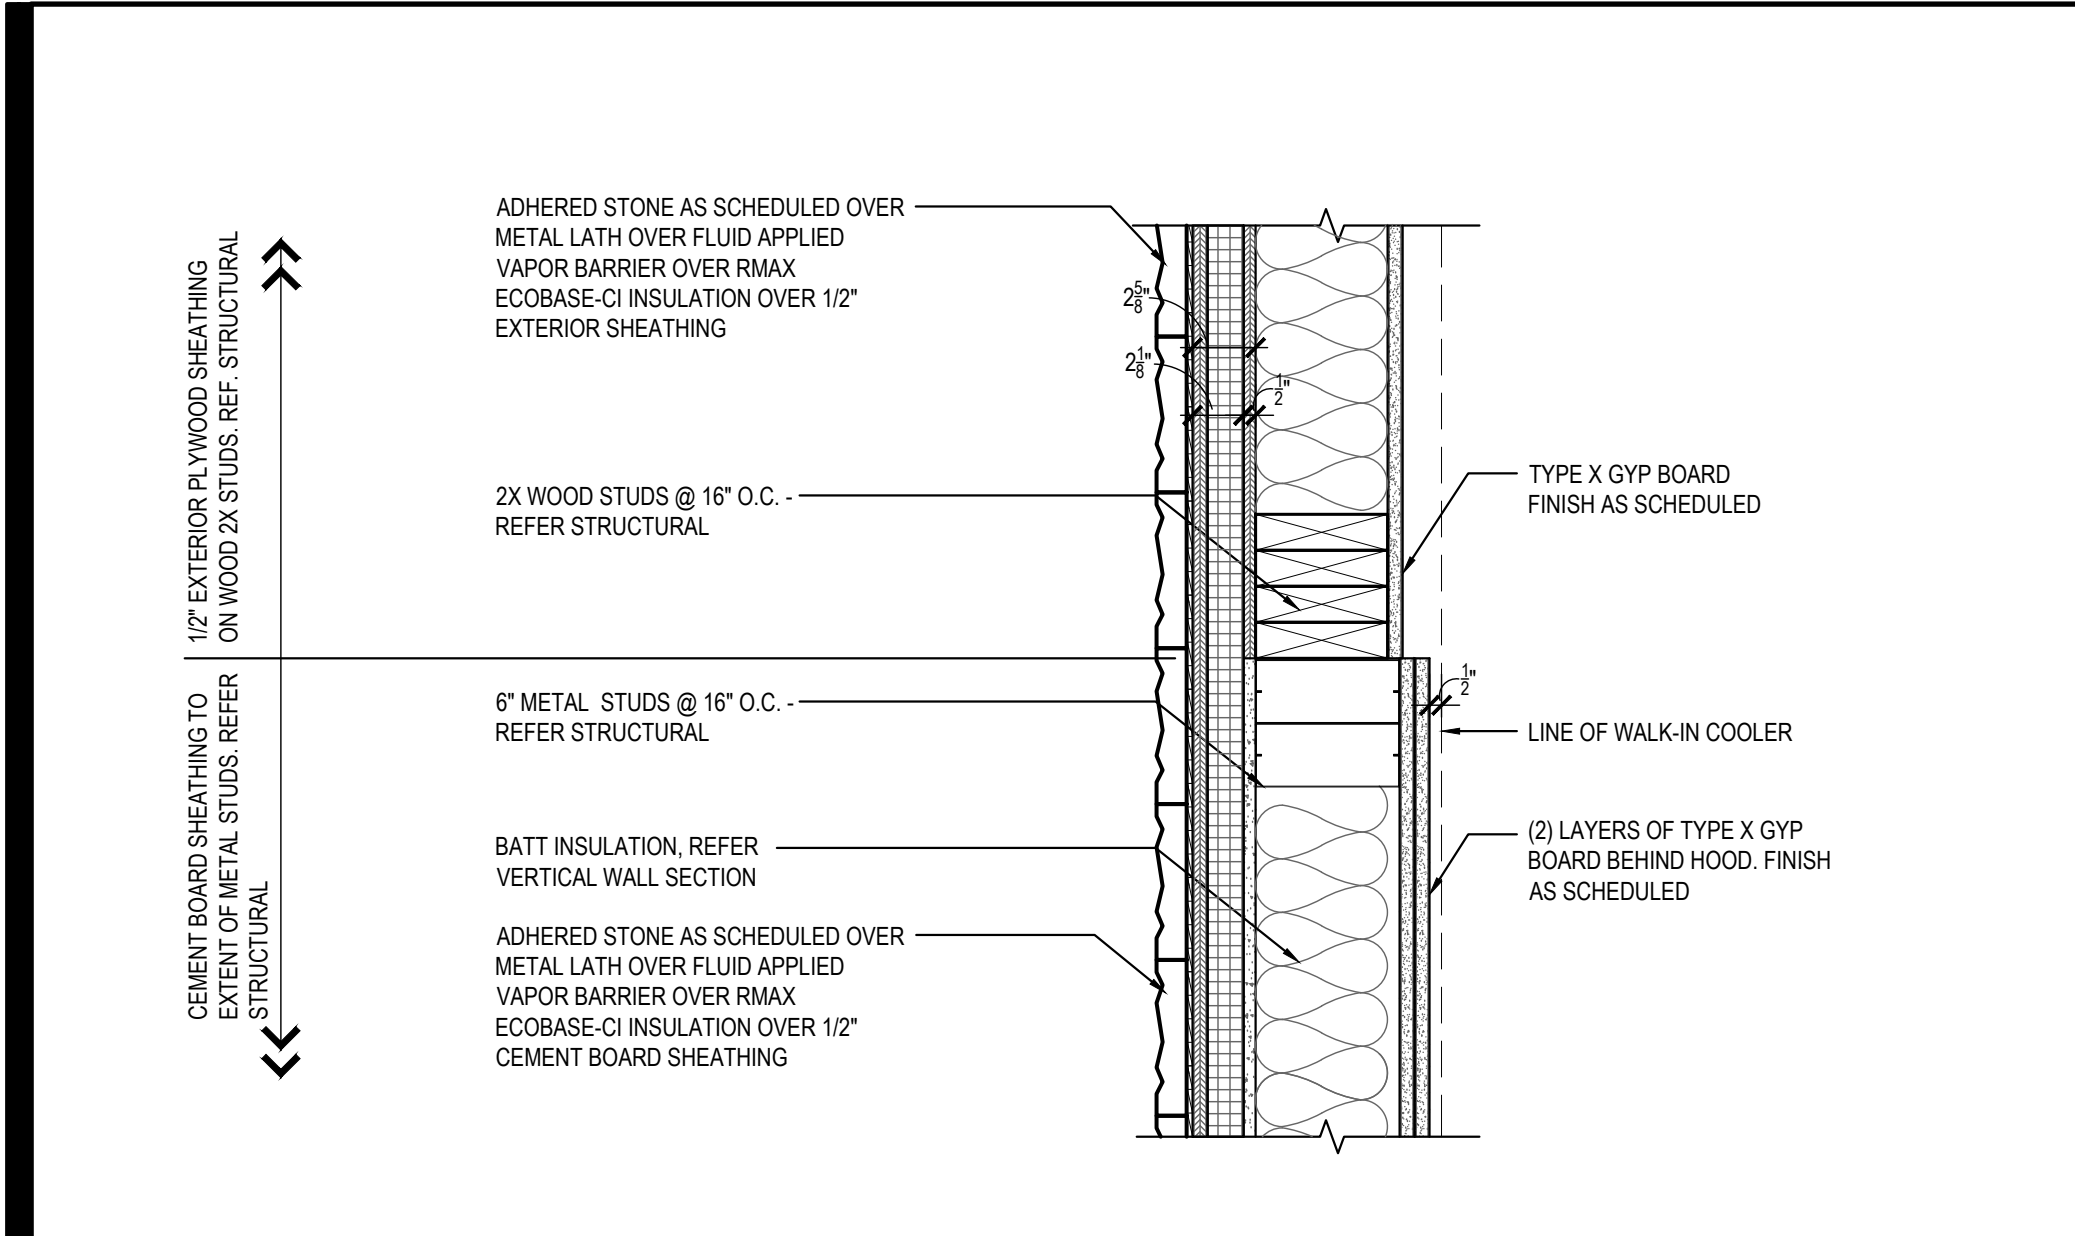 1/2" EXTERIOR PLYWOOD SHEATHING
ON WOOD 2X STUDS. REF. STRUCTURAL
CEMENT BOARD SHEATHING TO
EXTENT OF METAL STUDS. REFER
STRUCTURAL
ADHERED STONE AS SCHEDULED OVER
METAL LATH OVER FLUID APPLIED
VAPOR BARRIER OVER RMAX
ECOBASE-CI INSULATION OVER 1/2"
EXTERIOR SHEATHING
2X WOOD STUDS @ 16" O.C. -
REFER STRUCTURAL
6" METAL STUDS @ 16" O.C. -
REFER STRUCTURAL
BATT INSULATION, REFER
VERTICAL WALL SECTION
ADHERED STONE AS SCHEDULED OVER
METAL LATH OVER FLUID APPLIED
VAPOR BARRIER OVER RMAX
ECOBASE-CI INSULATION OVER 1/2"
CEMENT BOARD SHEATHING
2 5/8"
2 1/8"
1/2"
TYPE X GYP BOARD
FINISH AS SCHEDULED
1/2"
LINE OF WALK-IN COOLER
(2) LAYERS OF TYPE X GYP
BOARD BEHIND HOOD. FINISH
AS SCHEDULED